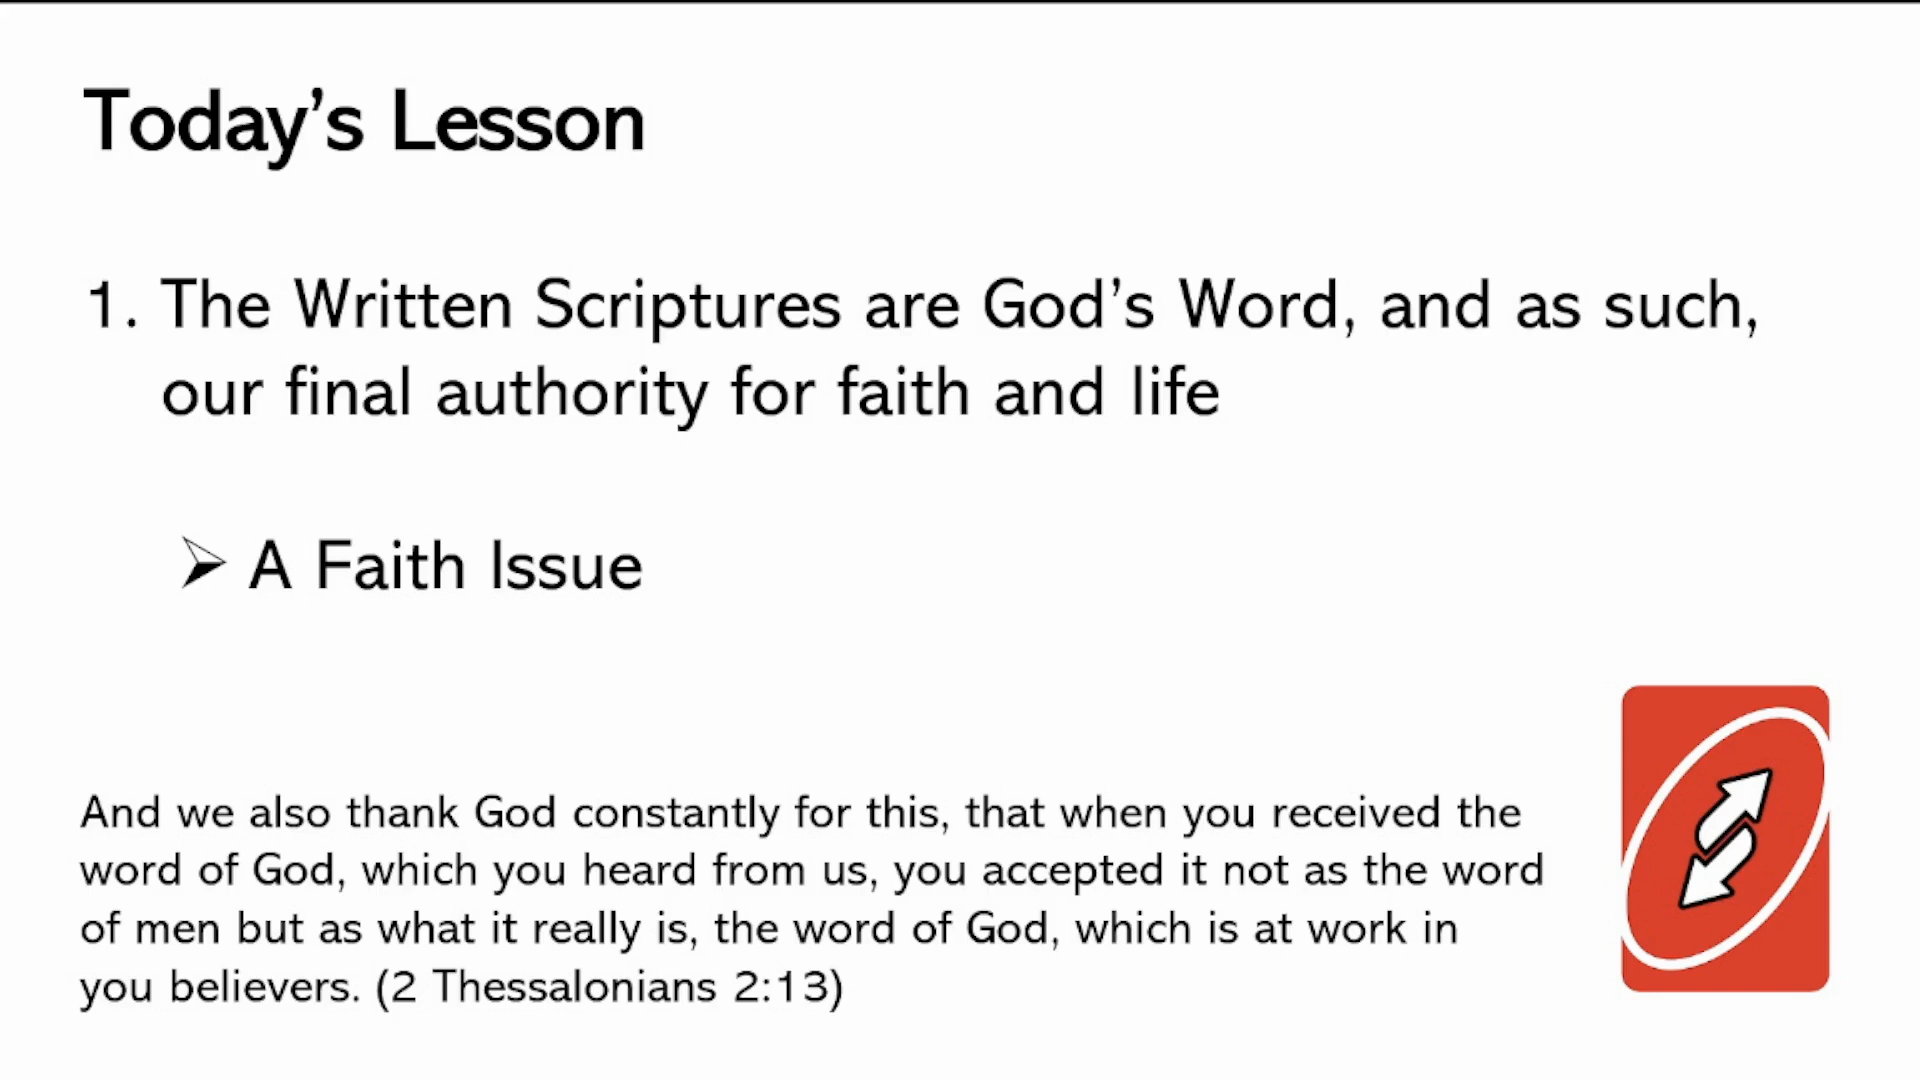 Today’s Lesson
1. The Written Scriptures are God’s Word, and as such,
our final authority for faith and life
➢ A Faith Issue
And we also thank God constantly for this, that when you received the
word of God, which you heard from us, you accepted it not as the word
of men but as what it really is, the word of God, which is at work in
you believers. (2 Thessalonians 2:13)